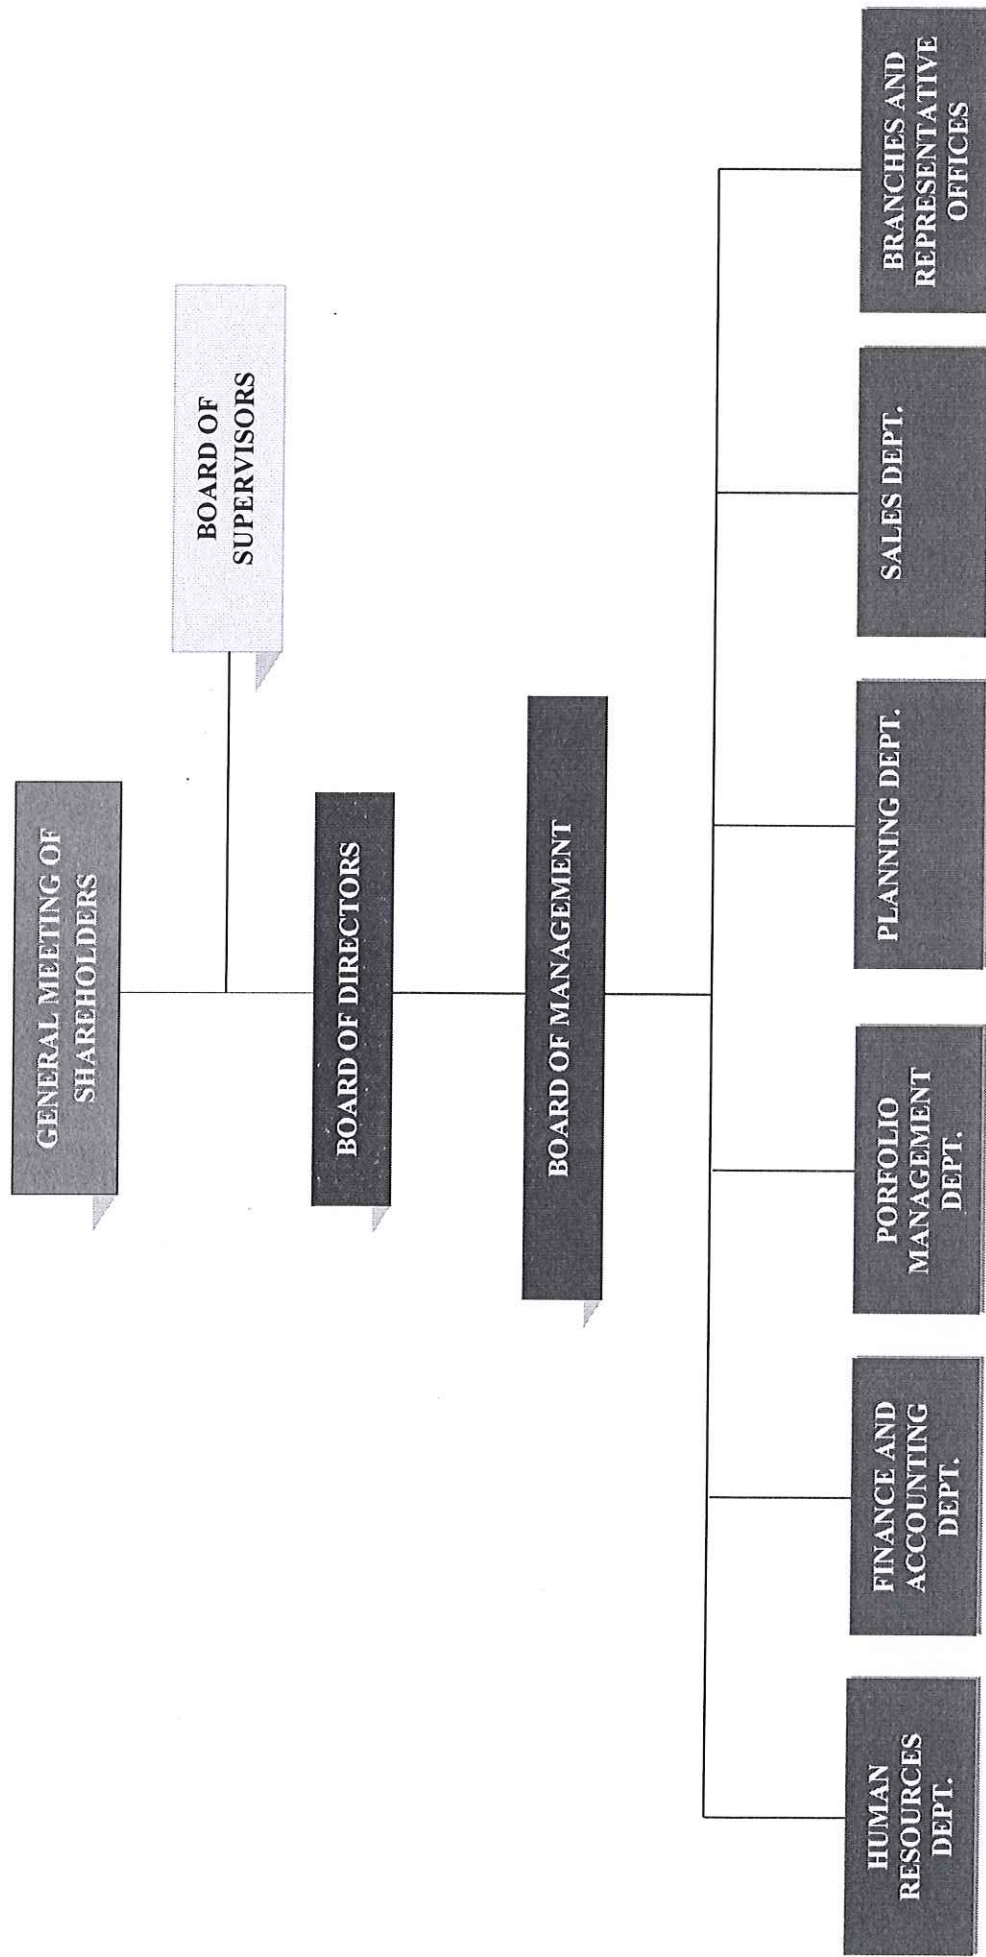 GENERAL MEETING OF
SHAREHOLDERS
BOARD OF
SUPERVISORS
BOARD OF DIRECTORS
BOARD OF MANAGEMENT
HUMAN
RESOURCES
DEPT.
FINANCE AND
ACCOUNTING
DEPT.
PORFOLIO
MANAGEMENT
DEPT.
PLANNING DEPT.
SALES DEPT.
BRANCHES AND
REPRESENTATIVE
OFFICES